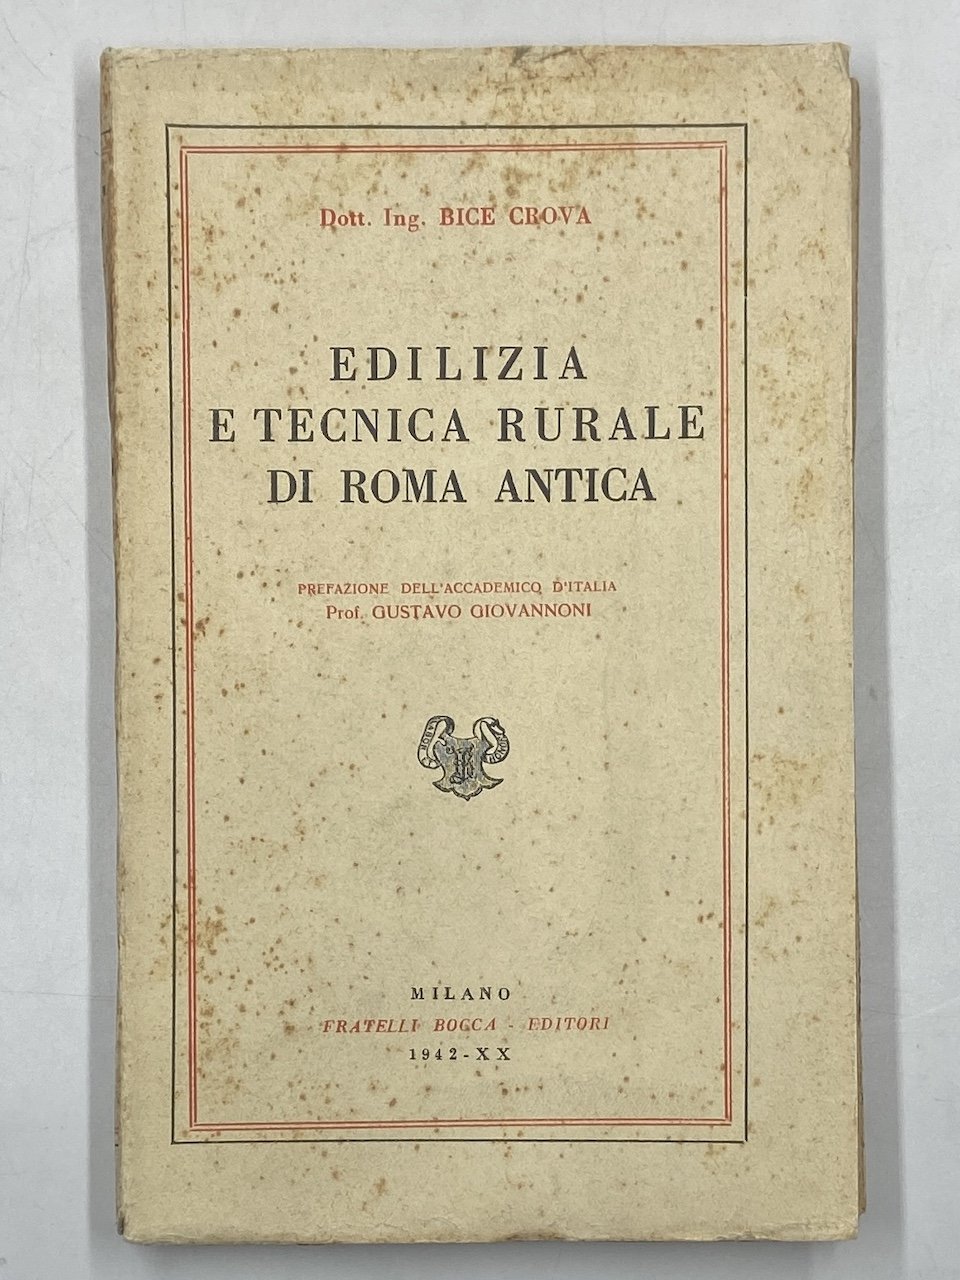 Dott. Ing. BICE CROVA
EDILIZIA
E TECNICA RURALE
DI ROMA ANTICA
PREFAZIONE DELL'ACCADEMICO D'ITALIA
Prof. GUSTAVO GIOVANNONI
MILANO
FRATELLI BOCCA - EDITORI
1942-XX